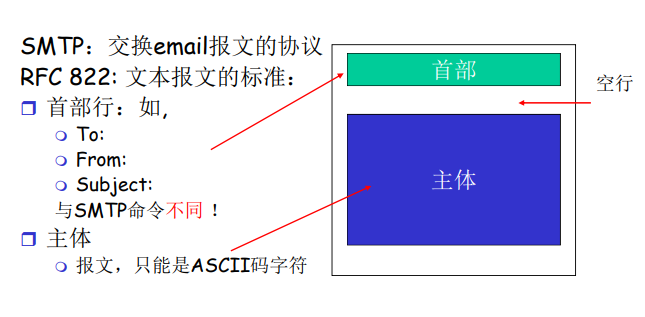 SMTP：交换email报文的协议
RFC 822: 文本报文的标准：
首部行：如,
To:
From:
Subject:
与SMTP命令不同！
主体
报文，只能是ASCII码字符
首部
空行
主体